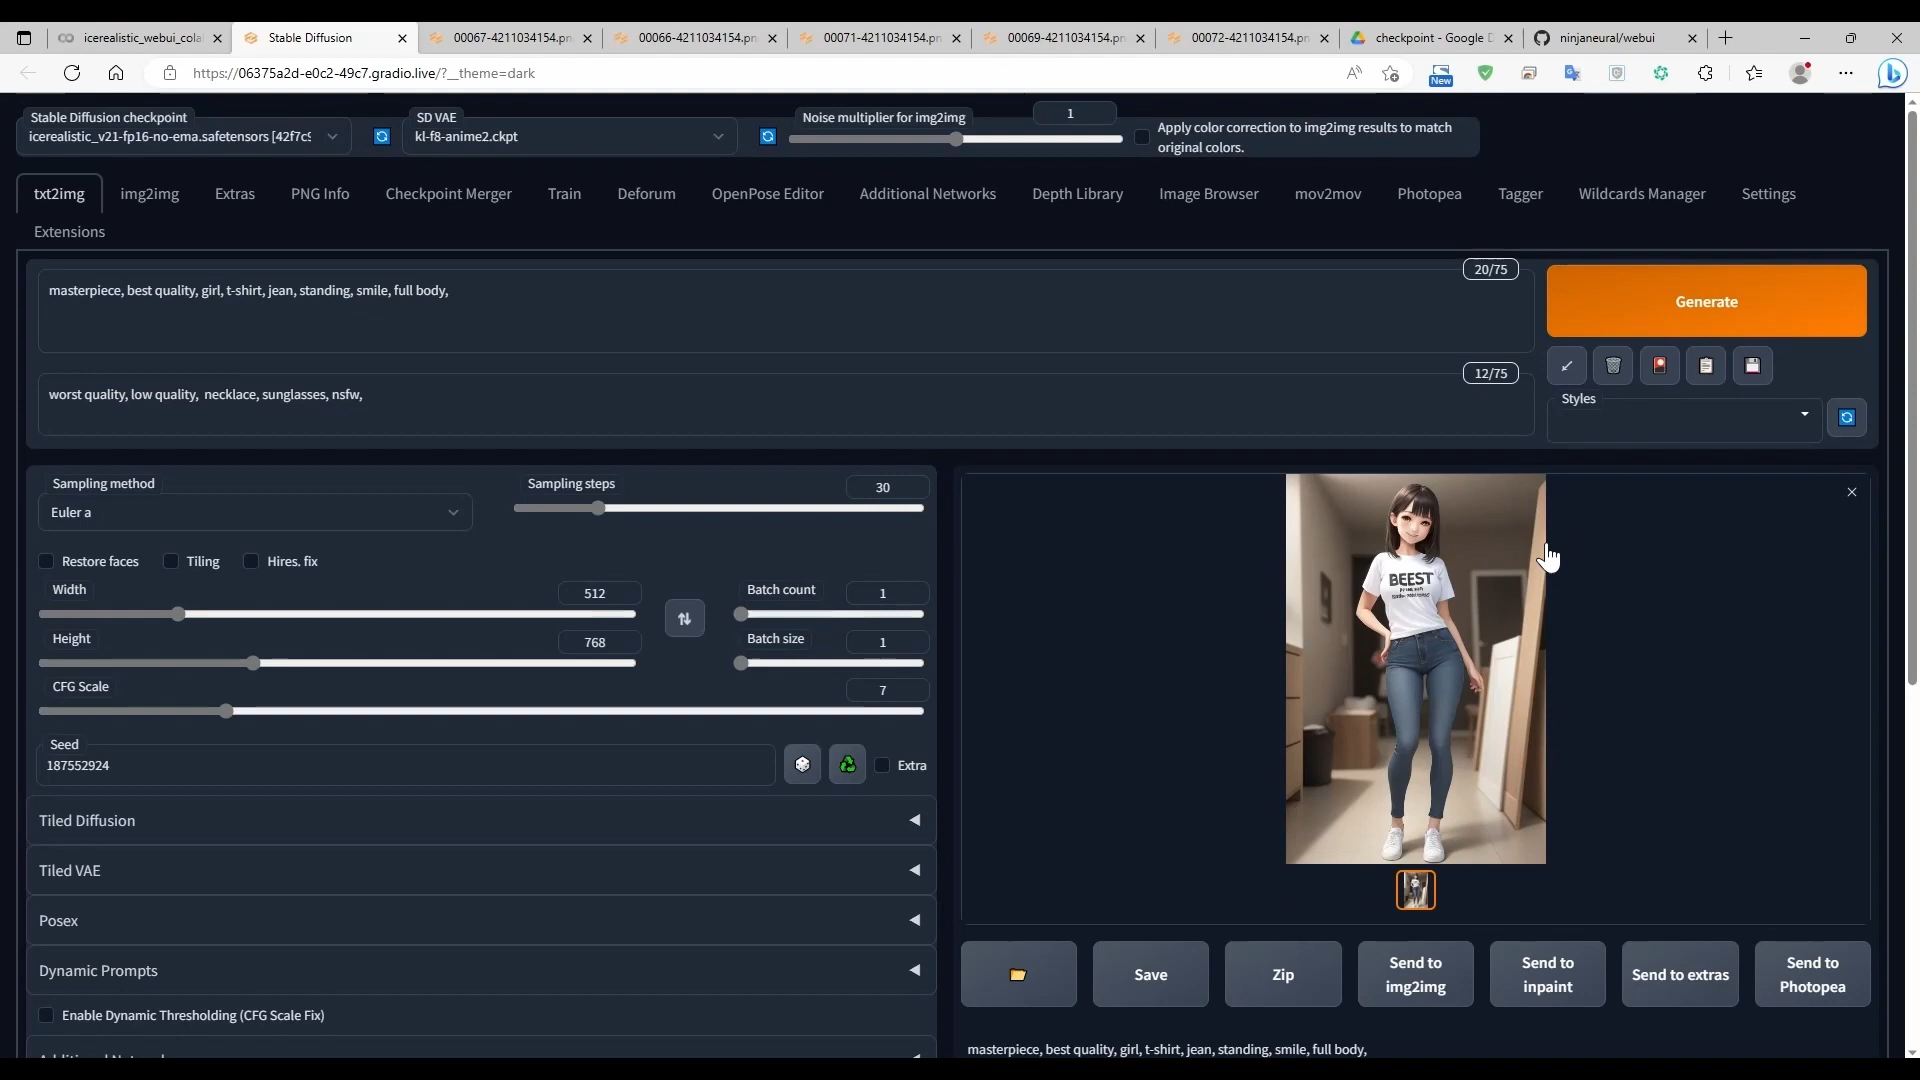 icerealistic_webui_cola
Stable Diffusion
00067-4211034154.pn
00066-4211034154.pn
00071-4211034154.pn
00069-4211034154.pn
00072-4211034154.pn
checkpoint - Google D
ninjaneural/webui
https://06375a2d-e0c2-49c7.gradio.live/?__theme=dark
New
Stable Diffusion checkpoint
icerealistic_v21-fp16-no-ema.safetensors [42f7c9
SD VAE
kl-f8-anime2.ckpt
Noise multiplier for img2img
1
Apply color correction to img2img results to match
original colors.
txt2img
img2img
Extras
PNG Info
Checkpoint Merger
Train
Deforum
OpenPose Editor
Additional Networks
Depth Library
Image Browser
mov2mov
Photopea
Tagger
Wildcards Manager
Settings
Extensions
20/75
masterpiece, best quality, girl, t-shirt, jean, standing, smile, full body,
Generate
12/75
worst quality, low quality,  necklace, sunglasses, nsfw,
Styles
Sampling method
Euler a
Sampling steps
30
Restore faces
Tiling
Hires. fix
Width
512
Batch count
1
Height
768
Batch size
1
CFG Scale
7
Seed
187552924
Extra
Tiled Diffusion
Tiled VAE
Posex
Dynamic Prompts
Enable Dynamic Thresholding (CFG Scale Fix)
BEEST
Save
Zip
Send to
img2img
Send to
inpaint
Send to extras
Send to
Photopea
masterpiece, best quality, girl, t-shirt, jean, standing, smile, full body,